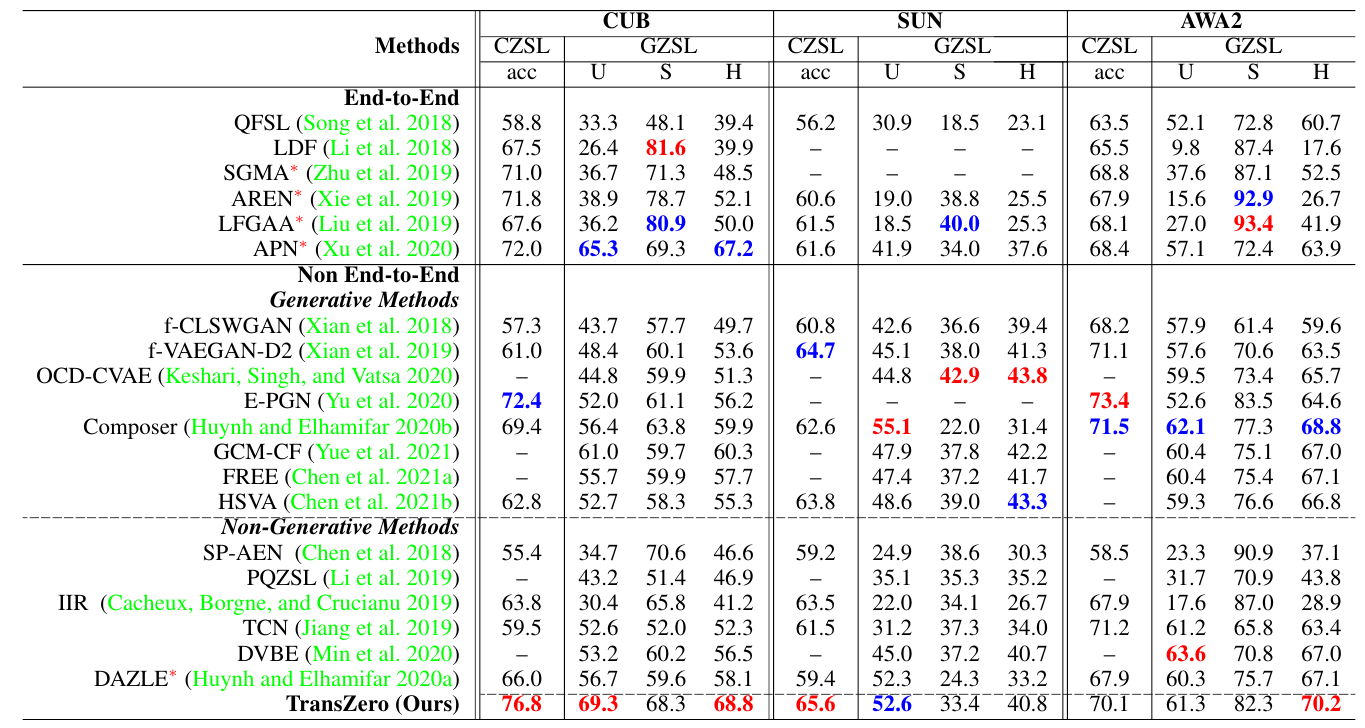 CUB SUN AWA2
Methods CZSL GZSL CZSL GZSL CZSL GZSL
acc U S H acc U S H acc U S H
End-to-End
QFSL (Song et al. 2018) 58.8 33.3 48.1 39.4 56.2 30.9 18.5 23.1 63.5 52.1 72.8 60.7
LDF (Li et al. 2018) 67.5 26.4 81.6 39.9 – – – – 65.5 9.8 87.4 17.6
SGMA* (Zhu et al. 2019) 71.0 36.7 71.3 48.5 – – – – 68.8 37.6 87.1 52.5
AREN* (Xie et al. 2019) 71.8 38.9 78.7 52.1 60.6 19.0 38.8 25.5 67.9 15.6 92.9 26.7
LFGAA* (Liu et al. 2019) 67.6 36.2 80.9 50.0 61.5 18.5 40.0 25.3 68.1 27.0 93.4 41.9
APN* (Xu et al. 2020) 72.0 65.3 69.3 67.2 61.6 41.9 34.0 37.6 68.4 57.1 72.4 63.9
Non End-to-End
Generative Methods
f-CLSWGAN (Xian et al. 2018) 57.3 43.7 57.7 49.7 60.8 42.6 36.6 39.4 68.2 57.9 61.4 59.6
f-VAEGAN-D2 (Xian et al. 2019) 61.0 48.4 60.1 53.6 64.7 45.1 38.0 41.3 71.1 57.6 70.6 63.5
OCD-CVAE (Keshari, Singh, and Vatsa 2020) – 44.8 59.9 51.3 – 44.8 42.9 43.8 – 59.5 73.4 65.7
E-PGN (Yu et al. 2020) 72.4 52.0 61.1 56.2 – – – – 73.4 52.6 83.5 64.6
Composer (Huynh and Elhamifar 2020b) 69.4 56.4 63.8 59.9 62.6 55.1 22.0 31.4 71.5 62.1 77.3 68.8
GCM-CF (Yue et al. 2021) – 61.0 59.7 60.3 – 47.9 37.8 42.2 – 60.4 75.1 67.0
FREE (Chen et al. 2021a) – 55.7 59.9 57.7 – 47.4 37.2 41.7 – 60.4 75.4 67.1
HSVA (Chen et al. 2021b) 62.8 52.7 58.3 55.3 63.8 48.6 39.0 43.3 – 59.3 76.6 66.8
Non-Generative Methods
SP-AEN (Chen et al. 2018) 55.4 34.7 70.6 46.6 59.2 24.9 38.6 30.3 58.5 23.3 90.9 37.1
PQZSL (Li et al. 2019) – 43.2 51.4 46.9 – 35.1 35.3 35.2 – 31.7 70.9 43.8
IIR (Cacheux, Borgne, and Crucianu 2019) 63.8 30.4 65.8 41.2 63.5 22.0 34.1 26.7 67.9 17.6 87.0 28.9
TCN (Jiang et al. 2019) 59.5 52.6 52.0 52.3 61.5 31.2 37.3 34.0 71.2 61.2 65.8 63.4
DVBE (Min et al. 2020) – 53.2 60.2 56.5 – 45.0 37.2 40.7 – 63.6 70.8 67.0
DAZLE* (Huynh and Elhamifar 2020a) 66.0 56.7 59.6 58.1 59.4 52.3 24.3 33.2 67.9 60.3 75.7 67.1
TransZero (Ours) 76.8 69.3 68.3 68.8 65.6 52.6 33.4 40.8 70.1 61.3 82.3 70.2